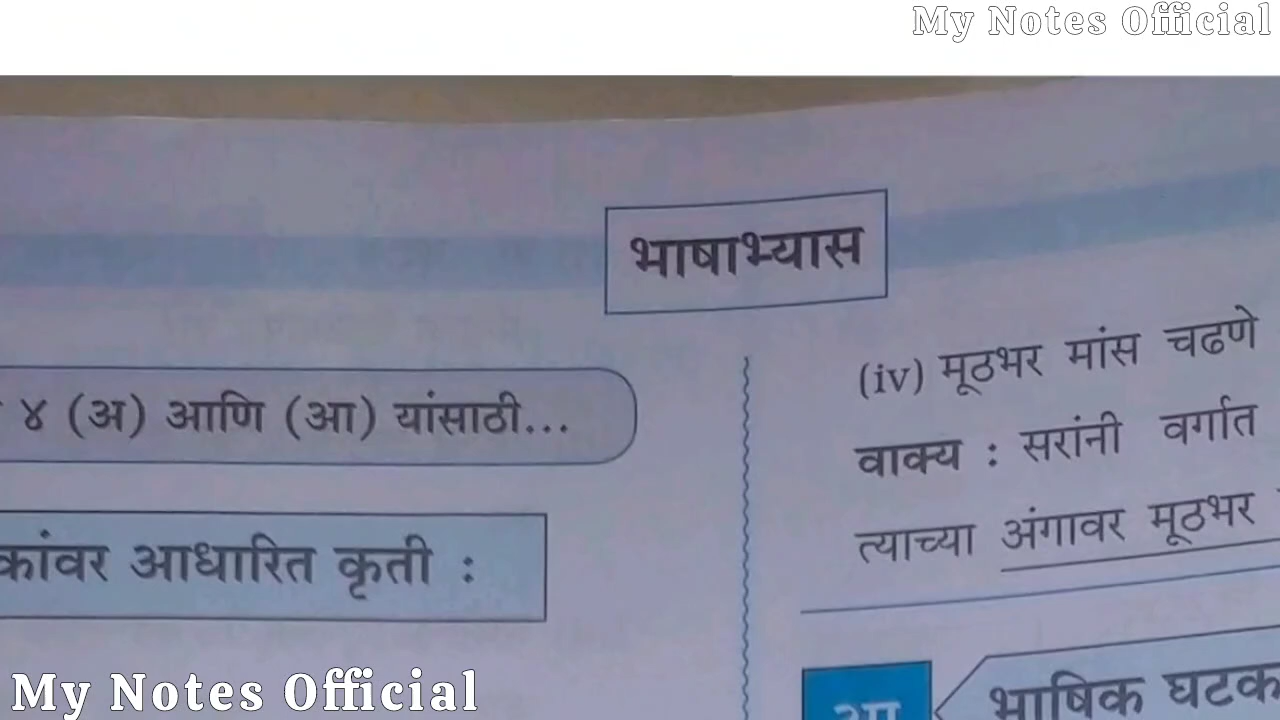 My Notes Official
भाषाभ्यास
४ (अ) आणि (आ) यांसाठी...
कांवर आधारित कृती :
(iv) मूठभर मांस चढणे
वाक्य : सरांनी वर्गात
त्याच्या अंगावर मूठभर
भाषिक घटक
My Notes Official